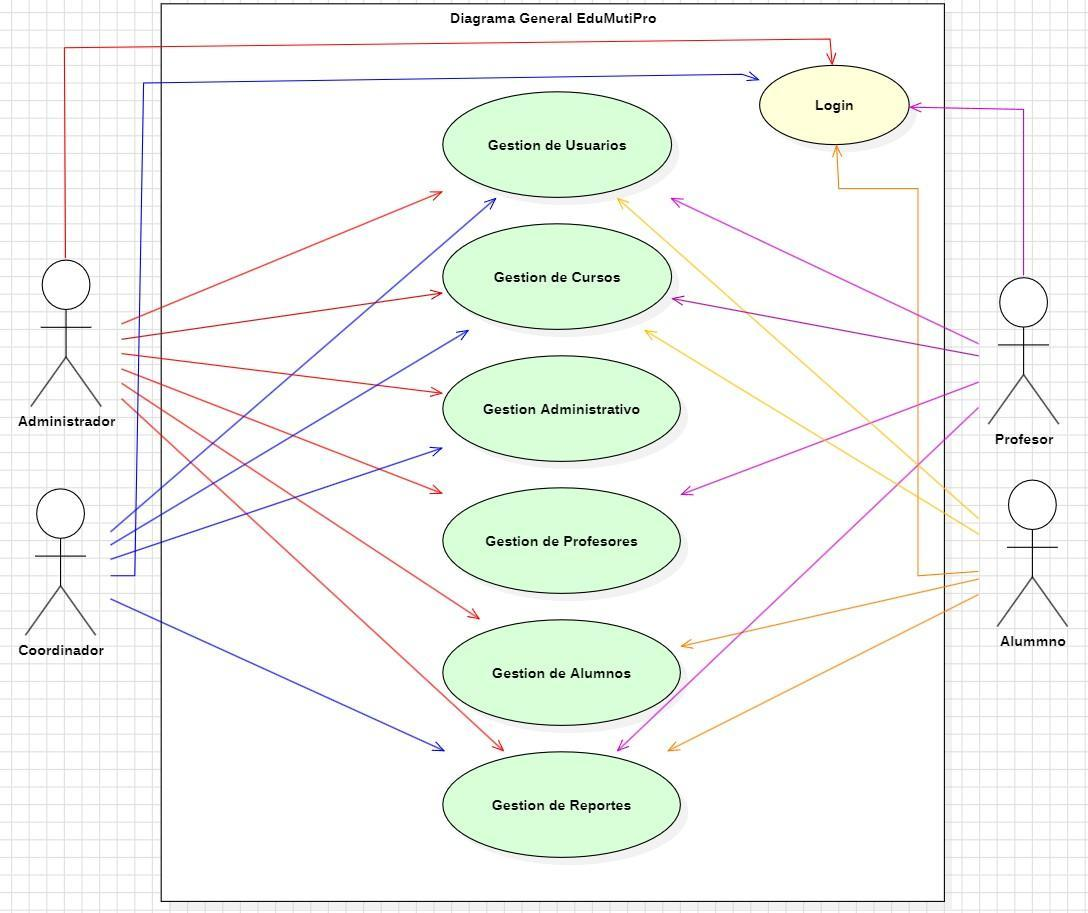 Diagrama General EduMutiPro
Login
Gestion de Usuarios
Gestion de Cursos
Gestion Administrativo
Administrador
Profesor
Gestion de Profesores
Coordinador
Alummno
Gestion de Alumnos
Gestion de Reportes